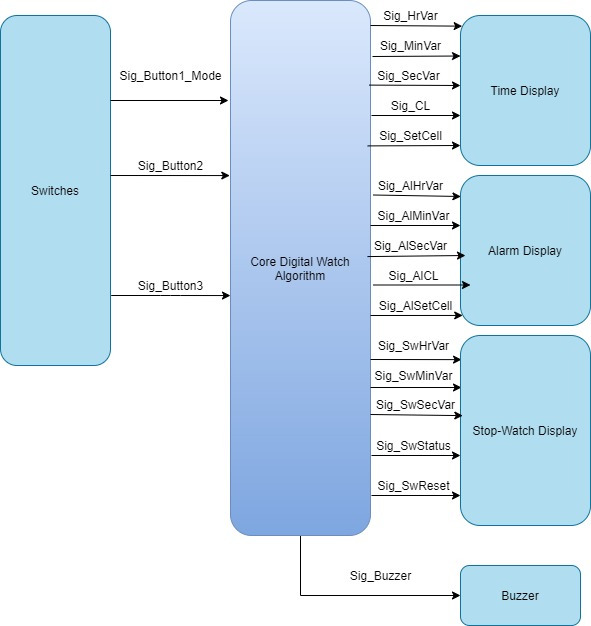 Switches
Sig_Button1_Mode
Sig_Button2
Sig_Button3
Core Digital Watch
Algorithm
Sig_HrVar
Sig_MinVar
Sig_SecVar
Sig_CL
Sig_SetCell
Time Display
Sig_AlHrVar
Sig_AlMinVar
Sig_AlSecVar
Sig_AlCL
Sig_AlSetCell
Alarm Display
Sig_SwHrVar
Sig_SwMinVar
Sig_SwSecVar
Sig_SwStatus
Sig_SwReset
Stop-Watch Display
Sig_Buzzer
Buzzer